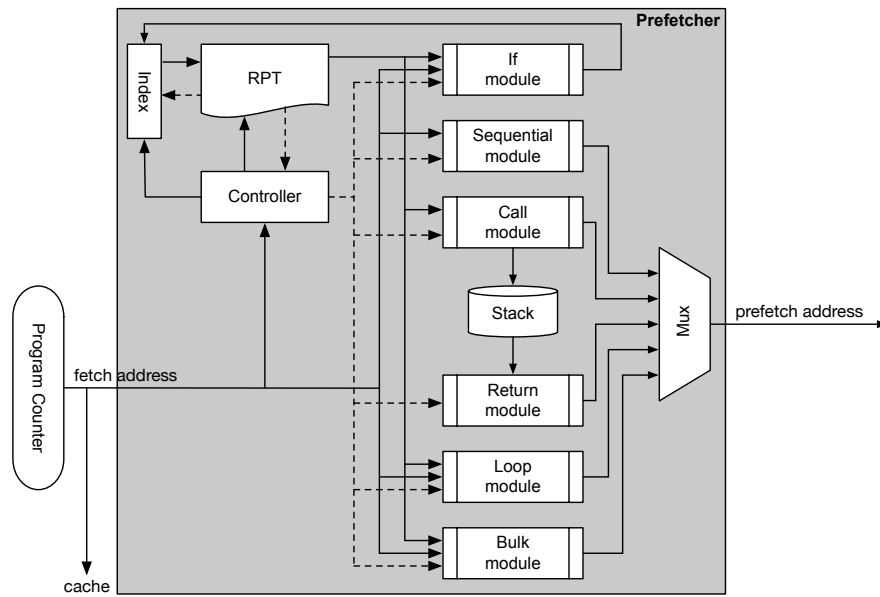 Prefetcher
Index
RPT
If
module
Sequential
module
Controller
Call
module
Stack
Mux
prefetch address
Program Counter
fetch address
Return
module
Loop
module
Bulk
module
cache